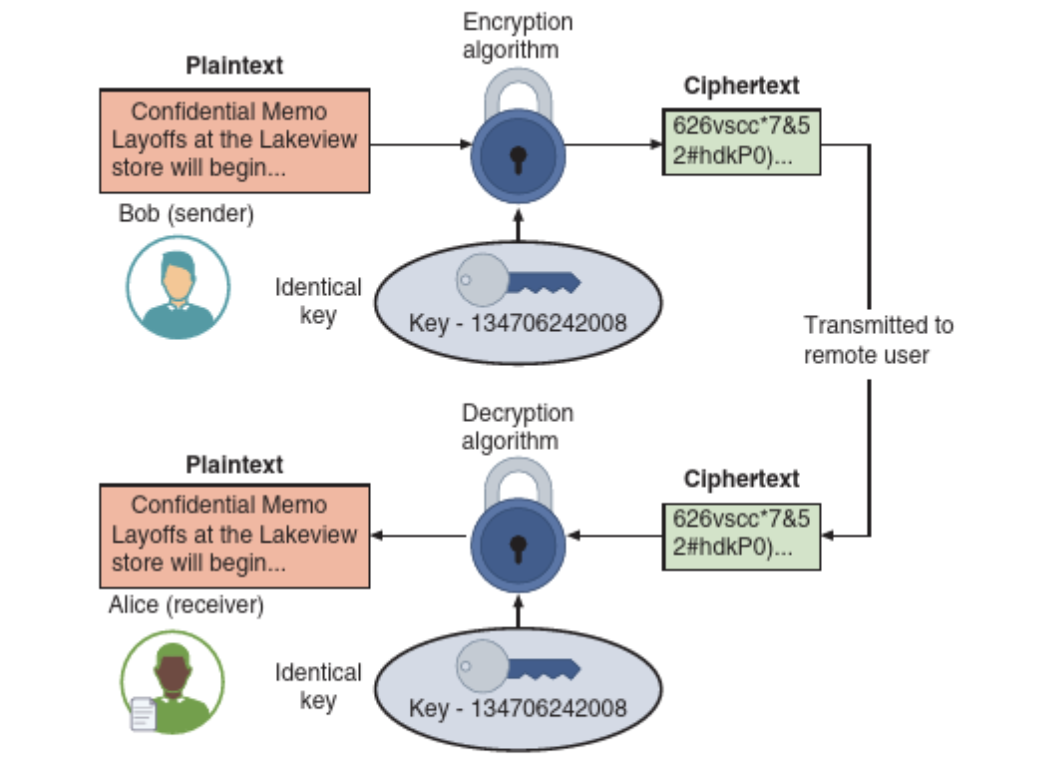 Encryption
algorithm
Plaintext
Confidential Memo
Layoffs at the Lakeview
store will begin...
Ciphertext
626vscc*7&5
2#hdkP0)...
Bob (sender)
Identical
key
Key - 134706242008
Transmitted to
remote user
Decryption
algorithm
Plaintext
Confidential Memo
Layoffs at the Lakeview
store will begin...
Ciphertext
626vscc*7&5
2#hdkP0)...
Alice (receiver)
Identical
key
Key - 134706242008